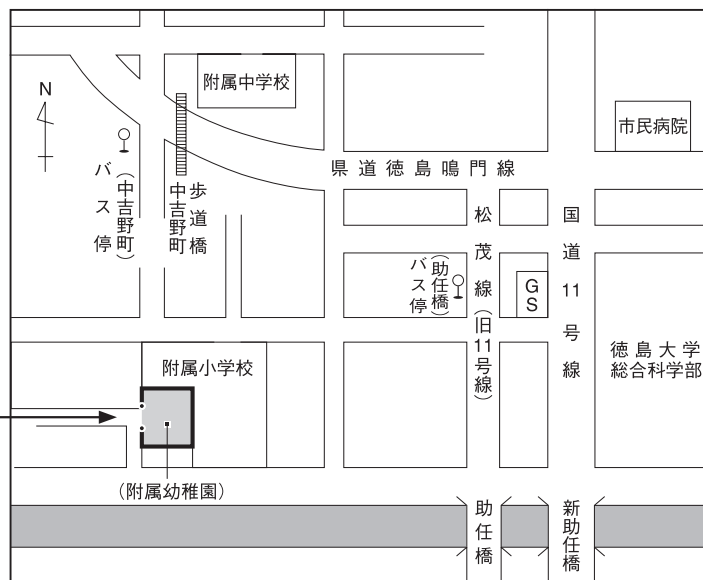 附属中学校
N
市民病院
県道徳島鳴門線
バス停
(中吉野町)
中吉野町
歩道橋
松茂線(旧11号線)
国道11号線
バス停
(助任橋)
GS
徳島大学
総合科学部
附属小学校
(附属幼稚園)
助任橋
新助任橋